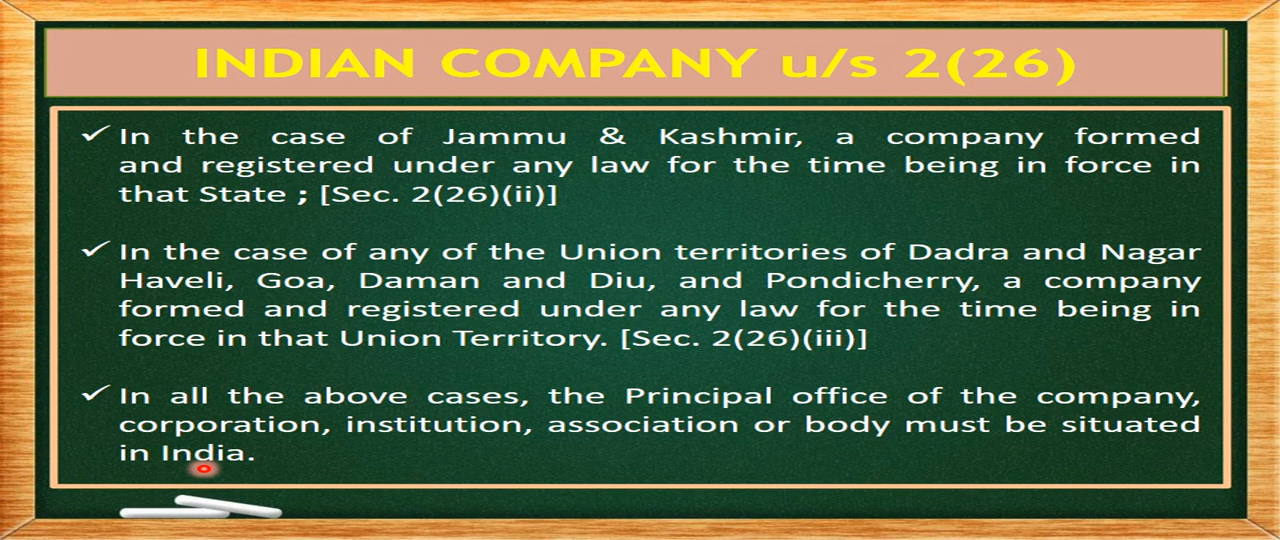 INDIAN COMPANY u/s 2(26)
✓ In the case of Jammu & Kashmir, a company formed
and registered under any law for the time being in force in
that State ; [Sec. 2(26)(ii)]
✓ In the case of any of the Union territories of Dadra and Nagar
Haveli, Goa, Daman and Diu, and Pondicherry, a company
formed and registered under any law for the time being in
force in that Union Territory. [Sec. 2(26)(iii)]
✓ In all the above cases, the Principal office of the company,
corporation, institution, association or body must be situated
in India.